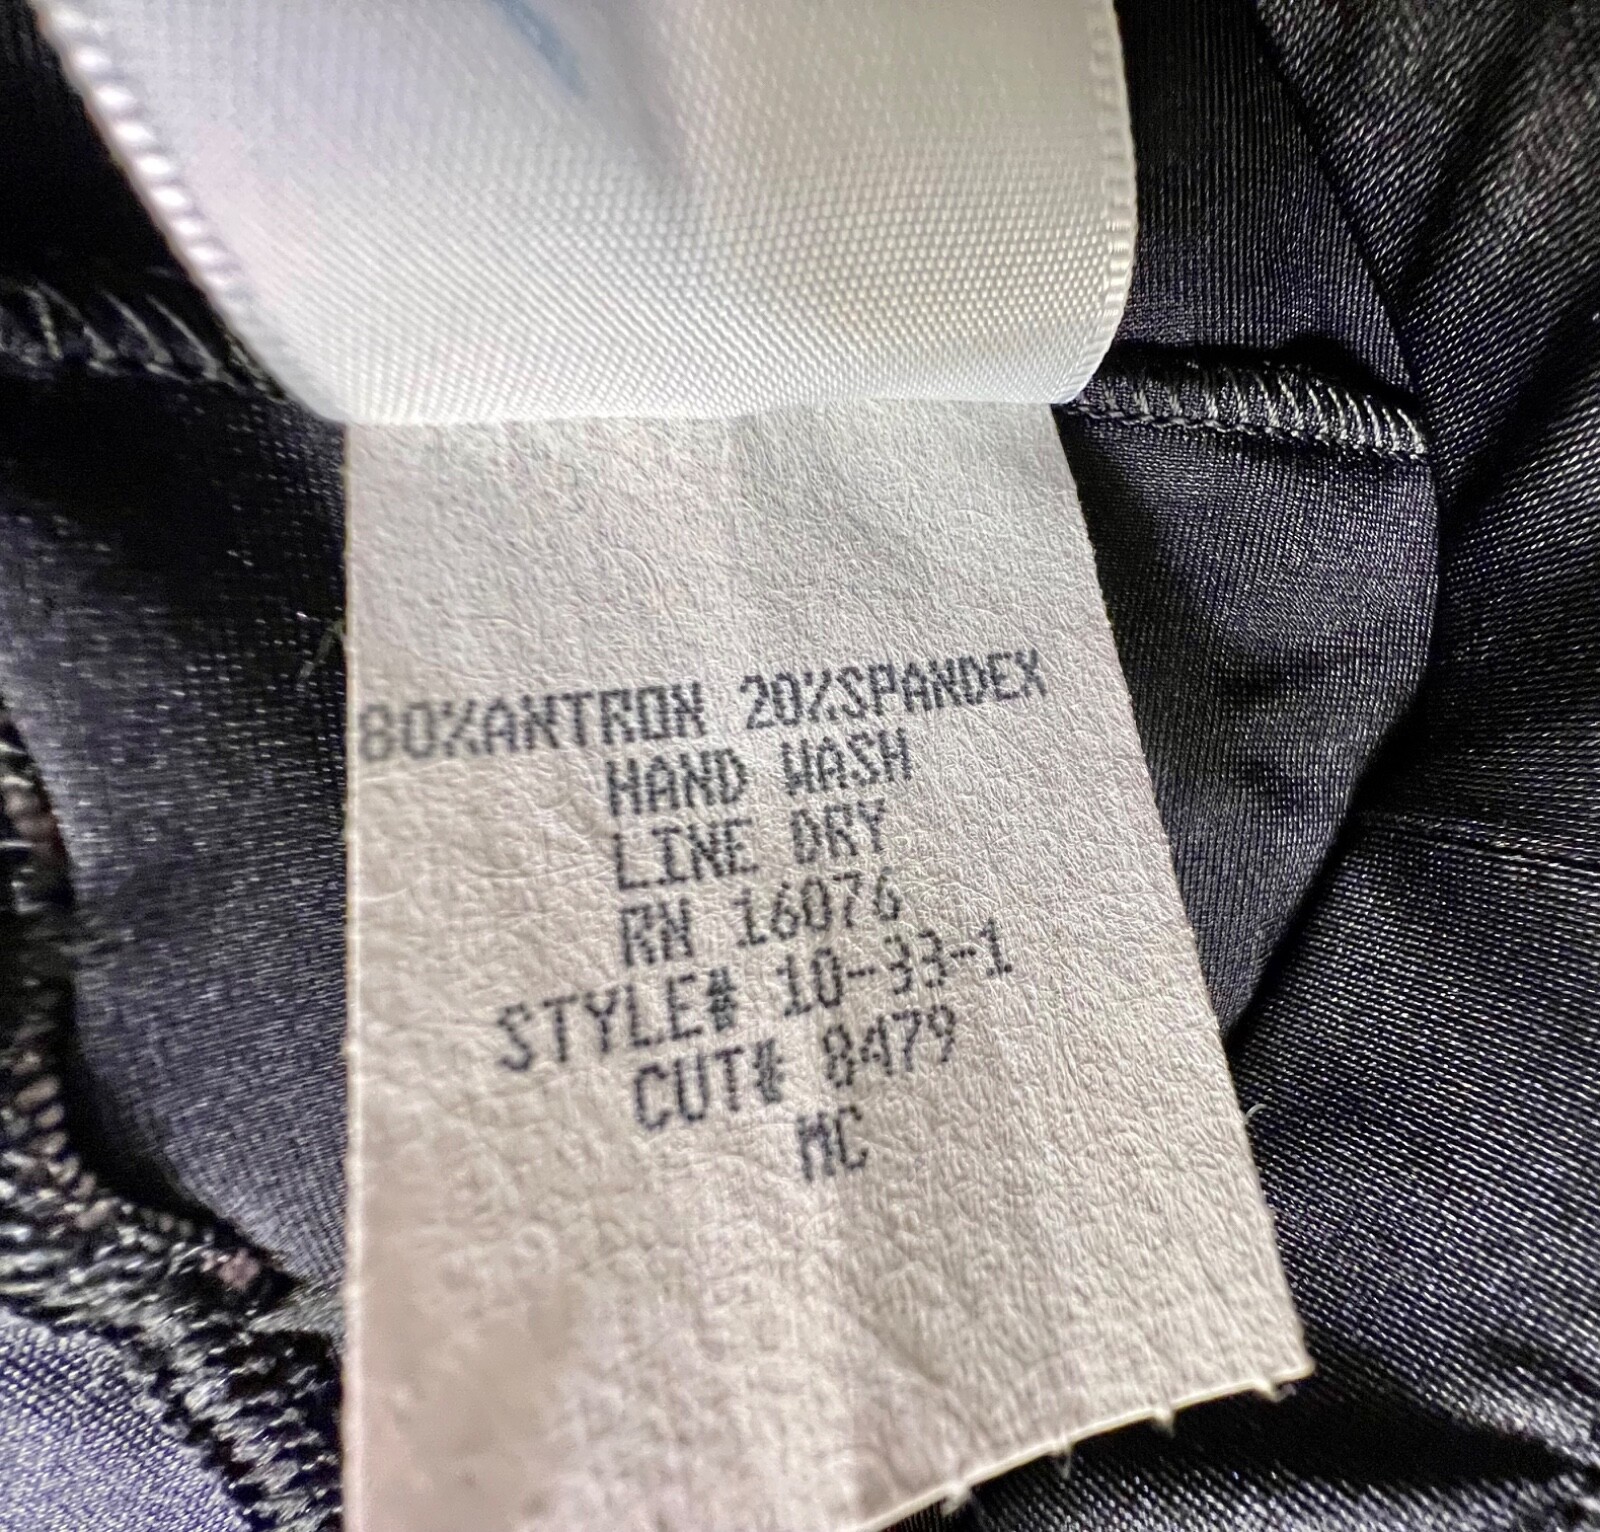 80%ANTRON 20%SPANDEX
HAND WASH
LINE DRY
RN 16076
STYLE# 10-33-1
CUT# 8479
MC